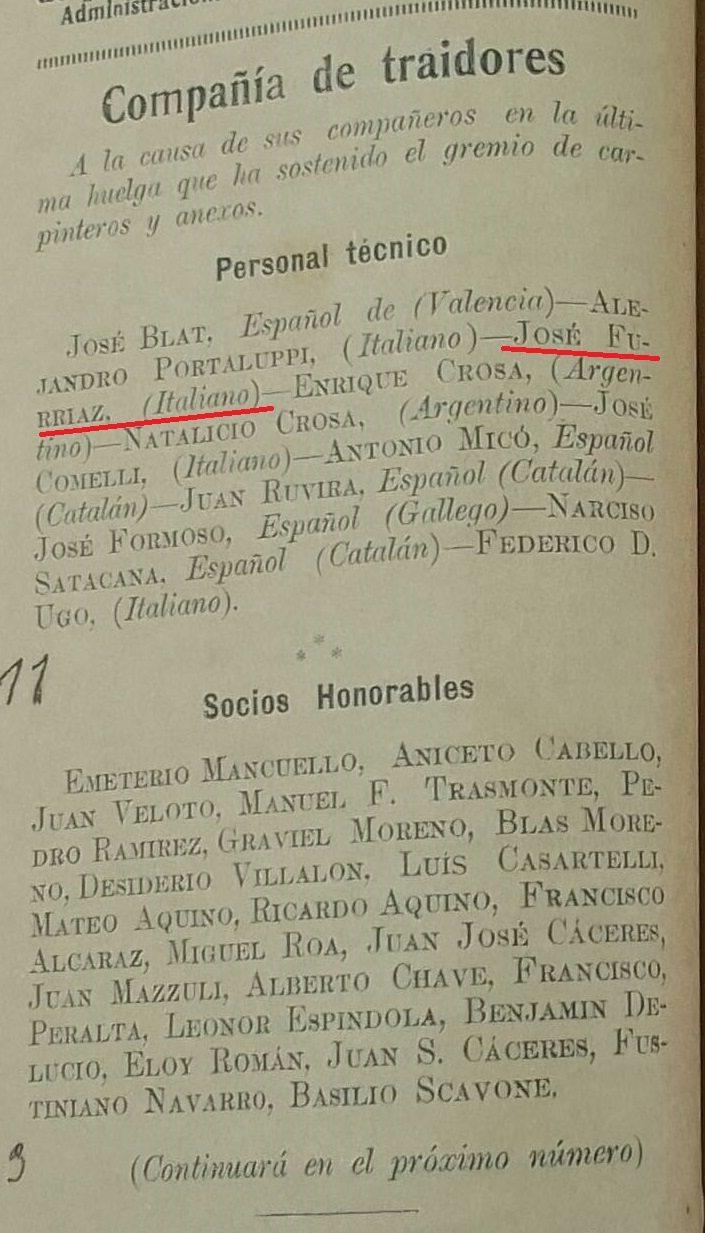 Administración
Compañía de traidores
A la causa de sus compañeros en la últi-
ma huelga que ha sostenido el gremio de car-
pinteros y anexos.
Personal técnico
JOSÉ BLAT, Español de (Valencia)—ALE-
JANDRO PORTALUPPI, (Italiano)—JOSÉ FU-
RRIAZ, (Italiano)—ENRIQUE CROSA, (Argen-
tino)—NATALICIO CROSA, (Argentino)—JOSÉ
COMELLI, (Italiano)—ANTONIO MICÓ, Español
(Catalán)—JUAN RUVIRA, Español (Catalán)—
JOSÉ FORMOSO, Español (Gallego)—NARCISO
SATACANA, Español (Catalán)—FEDERICO D.
UGO, (Italiano).
* * *
11
Socios Honorables
EMETERIO MANCUELLO, ANICETO CABELLO,
JUAN VELOTO, MANUEL F. TRASMONTE, PE-
DRO RAMIREZ, GRAVIEL MORENO, BLAS MORE-
NO, DESIDERIO VILLALON, LUÍS CASARTELLI,
MATEO AQUINO, RICARDO AQUINO, FRANCISCO
ALCARAZ, MIGUEL ROA, JUAN JOSÉ CÁCERES,
JUAN MAZZULI, ALBERTO CHAVE, FRANCISCO,
PERALTA, LEONOR ESPINDOLA, BENJAMIN DE-
LUCIO, ELOY ROMÁN, JUAN S. CÁCERES, FUS-
TINIANO NAVARRO, BASILIO SCAVONE.
9
(Continuará en el próximo número)